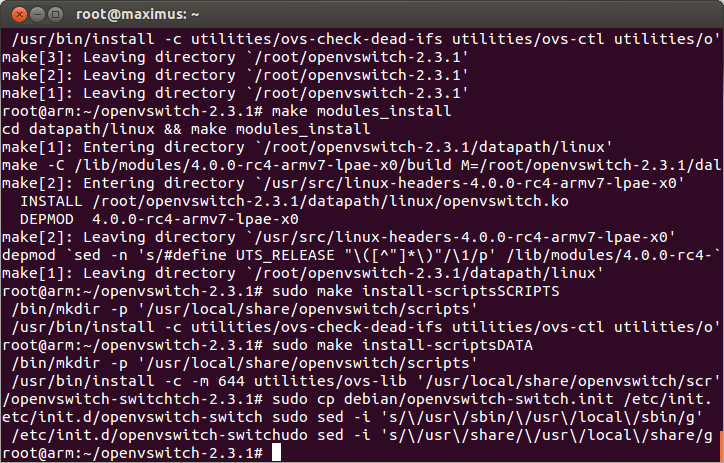 root@maximus: ~
/usr/bin/install -c utilities/ovs-check-dead-ifs utilities/ovs-ctl utilities/o'
make[3]: Leaving directory `/root/openvswitch-2.3.1'
make[2]: Leaving directory `/root/openvswitch-2.3.1'
make[1]: Leaving directory `/root/openvswitch-2.3.1'
root@arm:~/openvswitch-2.3.1# make modules_install
cd datapath/linux && make modules_install
make[1]: Entering directory `/root/openvswitch-2.3.1/datapath/linux'
make -C /lib/modules/4.0.0-rc4-armv7-lpae-x0/build M=/root/openvswitch-2.3.1/dal
make[2]: Entering directory `/usr/src/linux-headers-4.0.0-rc4-armv7-lpae-x0'
INSTALL /root/openvswitch-2.3.1/datapath/linux/openvswitch.ko
DEPMOD  4.0.0-rc4-armv7-lpae-x0
make[2]: Leaving directory `/usr/src/linux-headers-4.0.0-rc4-armv7-lpae-x0'
depmod `sed -n 's/#define UTS_RELEASE "\([^"]*\)"/\1/p' /lib/modules/4.0.0-rc4-`
make[1]: Leaving directory `/root/openvswitch-2.3.1/datapath/linux'
root@arm:~/openvswitch-2.3.1# sudo make install-scriptsSCRIPTS
/bin/mkdir -p '/usr/local/share/openvswitch/scripts'
/usr/bin/install -c utilities/ovs-check-dead-ifs utilities/ovs-ctl utilities/o'
root@arm:~/openvswitch-2.3.1# sudo make install-scriptsDATA
/bin/mkdir -p '/usr/local/share/openvswitch/scripts'
/usr/bin/install -c -m 644 utilities/ovs-lib '/usr/local/share/openvswitch/scr'
/openvswitch-switchtch-2.3.1# sudo cp debian/openvswitch-switch.init /etc/init.
etc/init.d/openvswitch-switch sudo sed -i 's/\/usr\/sbin/\/usr\/local\/sbin/g'
/etc/init.d/openvswitch-switchudo sed -i 's/\/usr\/share/\/usr\/local\/share/g
root@arm:~/openvswitch-2.3.1#